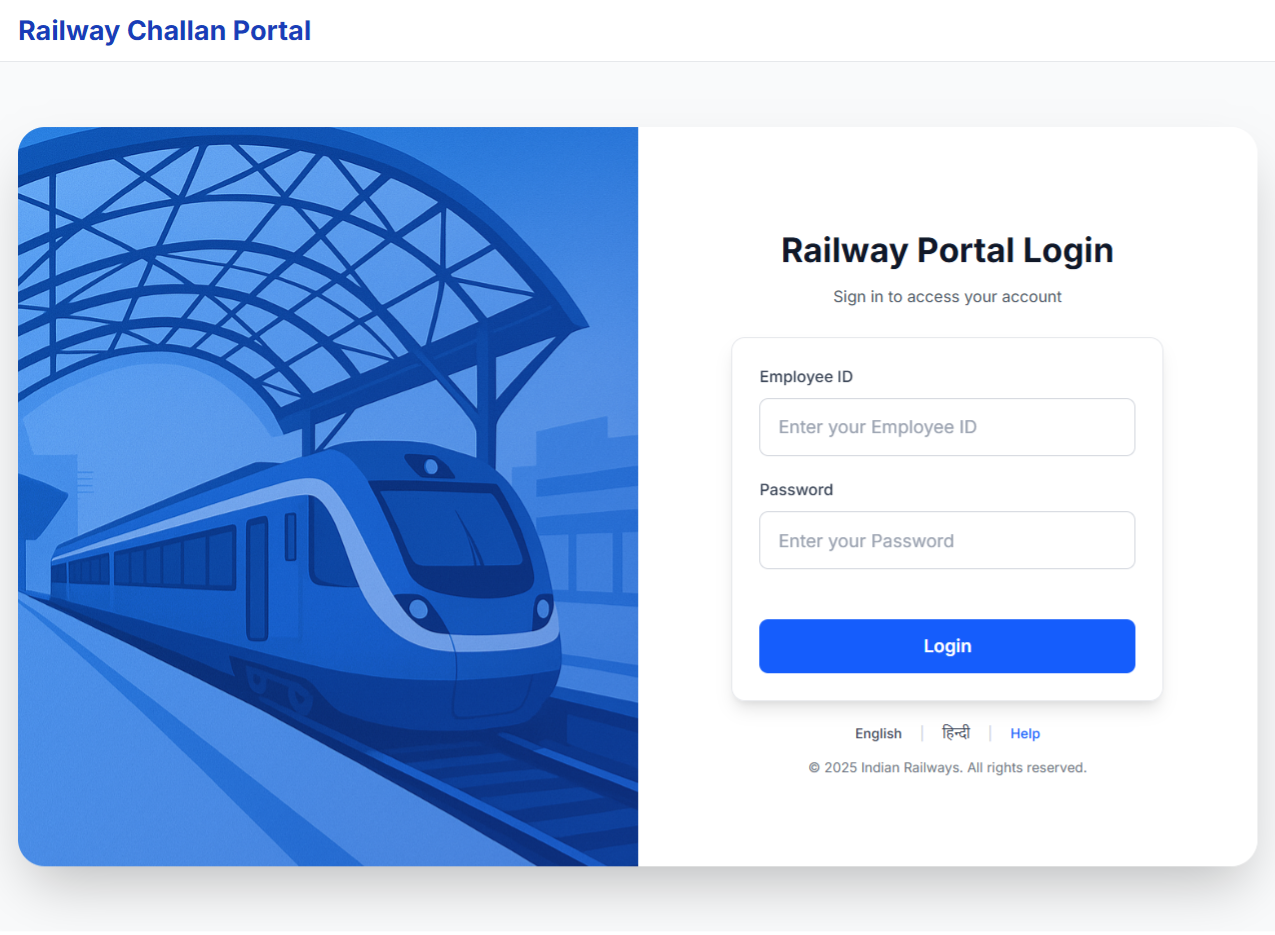 Railway Challan Portal
Railway Portal Login
Sign in to access your account
Employee ID
Enter your Employee ID
Password
Enter your Password
Login
English | हिन्दी | Help
© 2025 Indian Railways. All rights reserved.